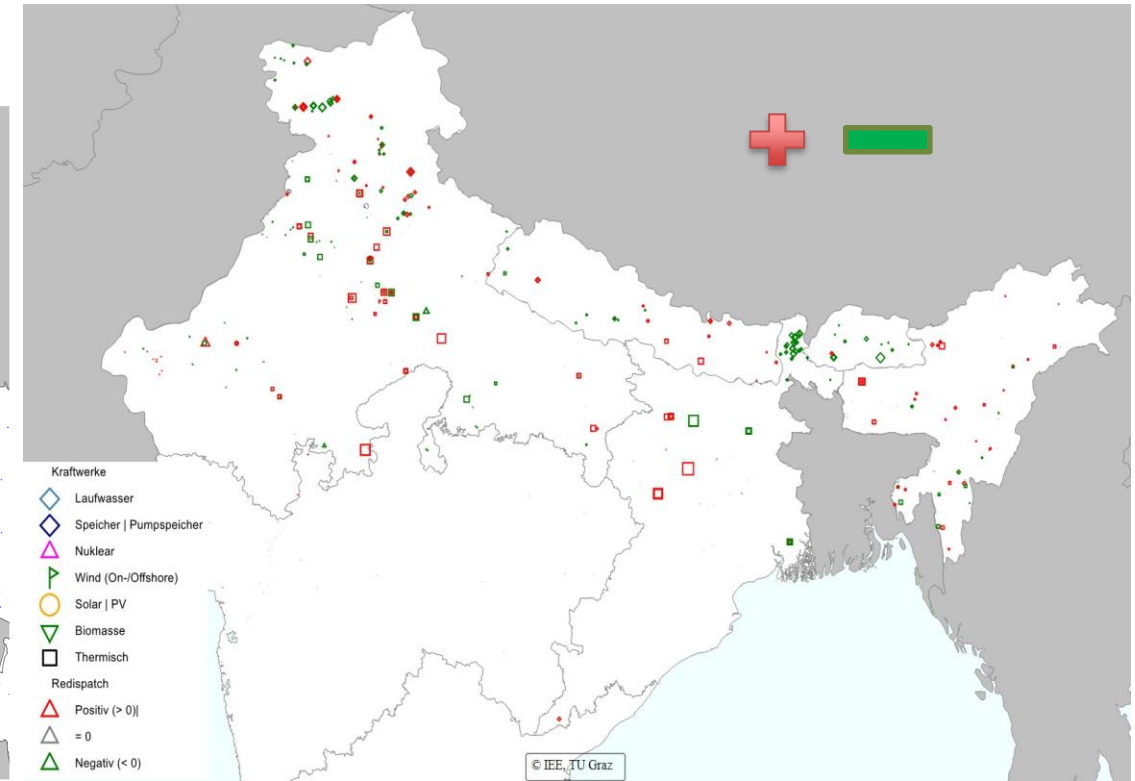 Kraftwerke
Laufwasser
Speicher | Pumpspeicher
Nuklear
Wind (On-/Offshore)
Solar | PV
Biomasse
Thermisch
Redispatch
Positiv (> 0)|
= 0
Negativ (< 0)
© IEE, TU Graz